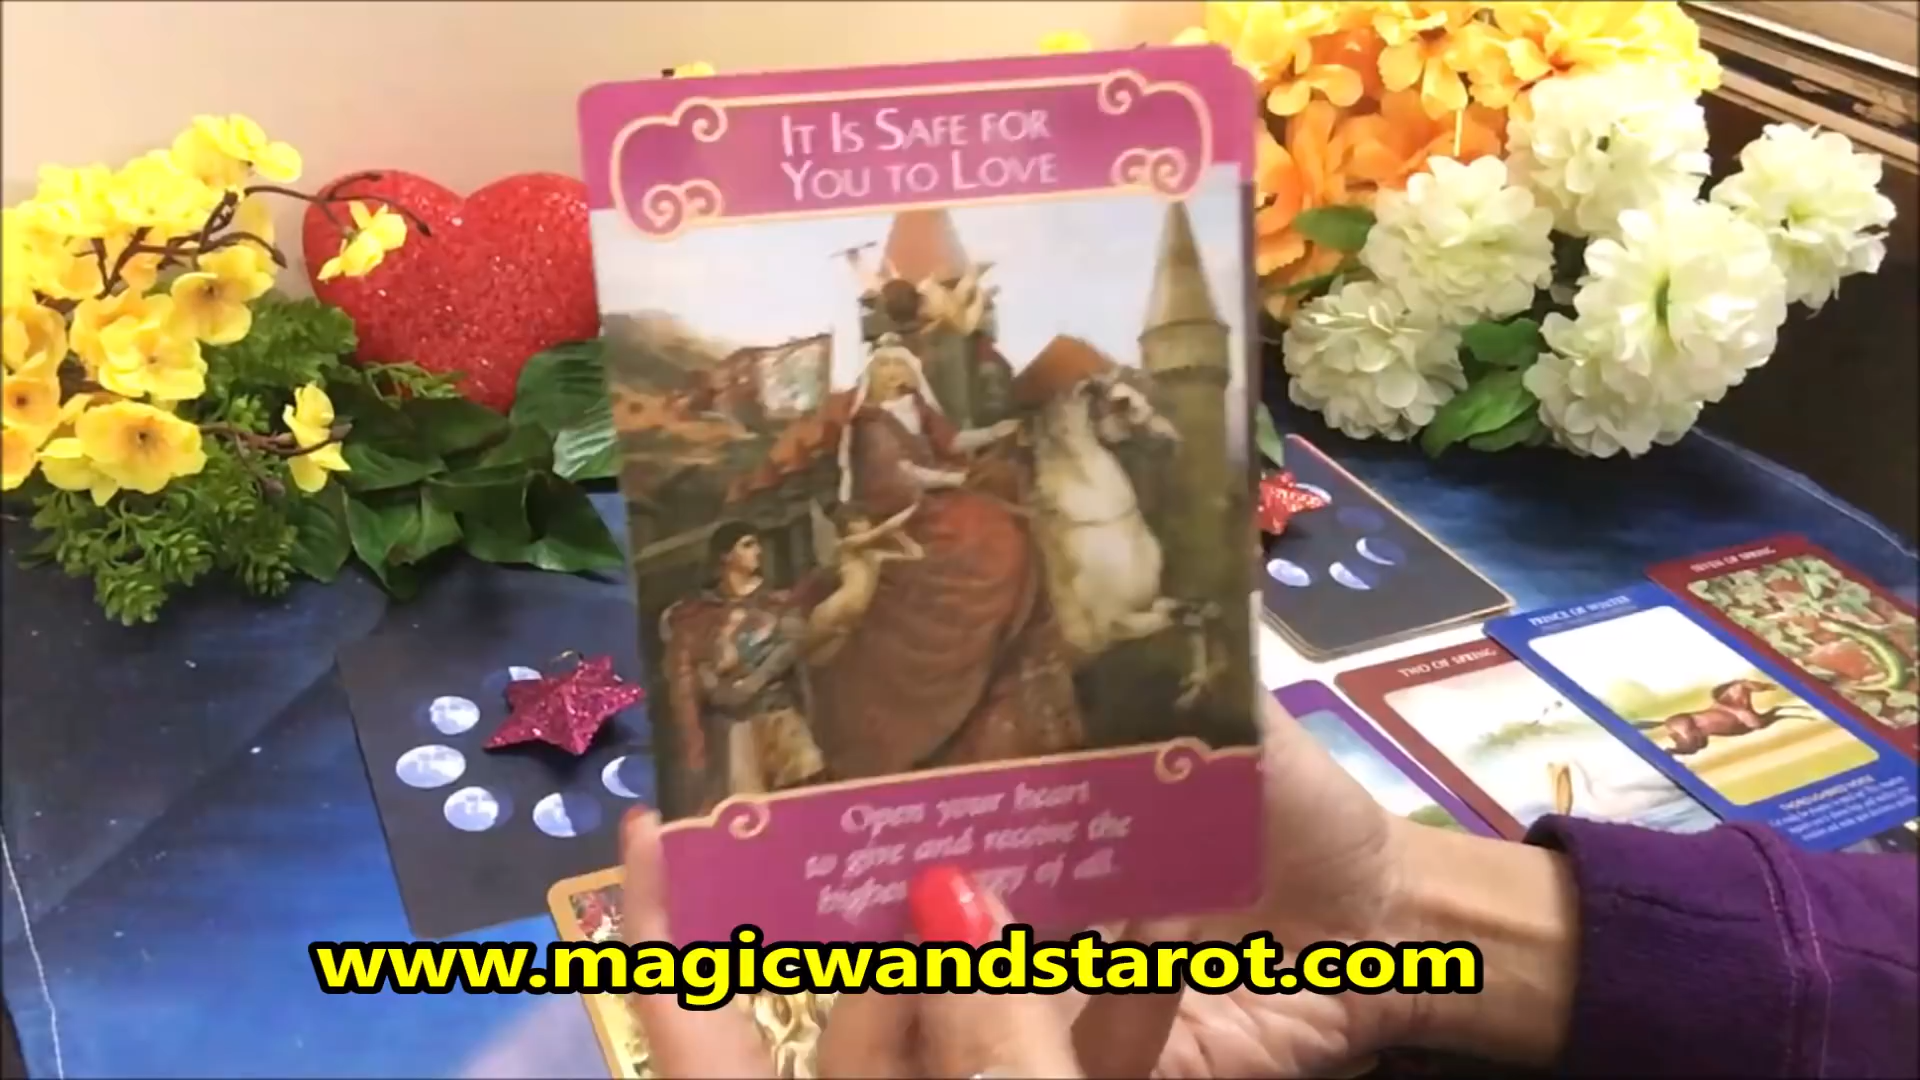 IT IS SAFE FOR
YOU TO LOVE
Open your heart
to give and receive the
of all.
SEVEN OF SPRING
PRINCE OF WINTER
TWO OF SPRING
www.magicwandstarot.com